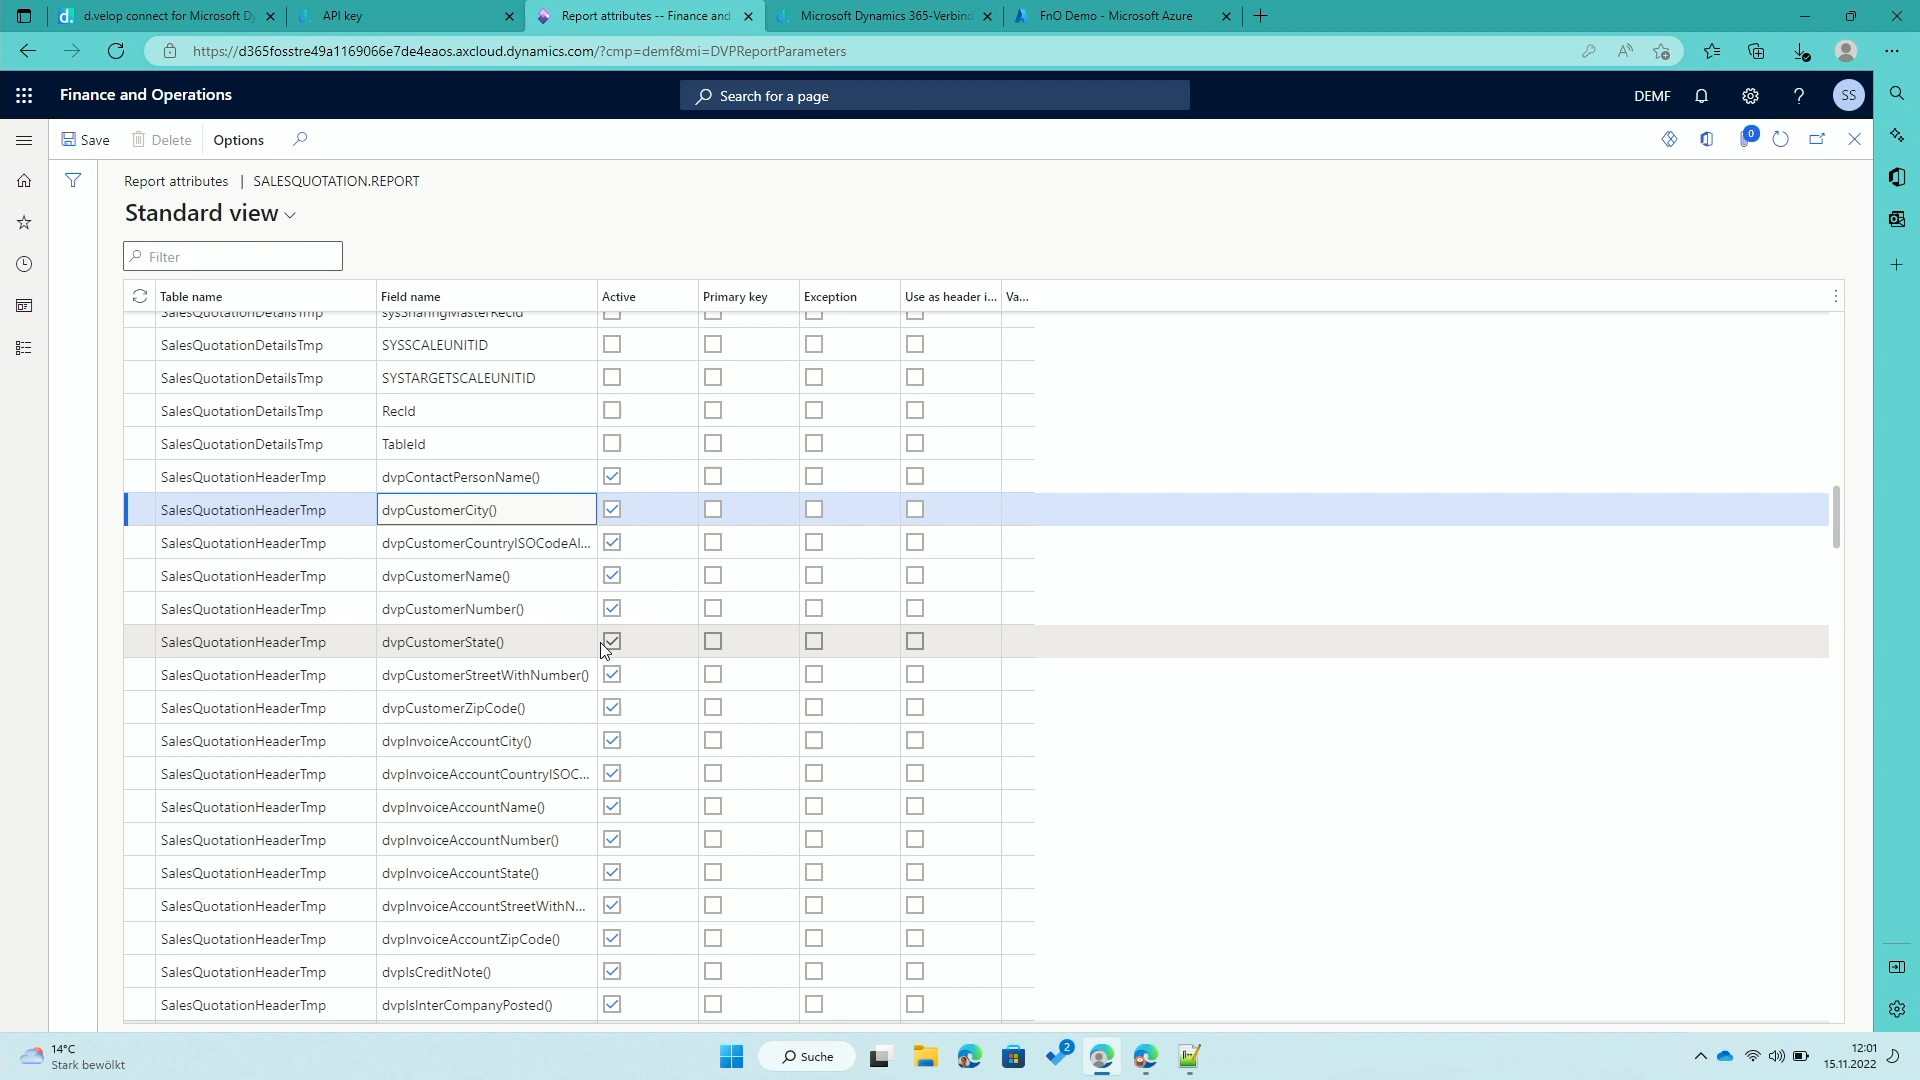 d.velop connect for Microsoft Dy
API key
Report attributes -- Finance and
Microsoft Dynamics 365-Verbind
FnO Demo - Microsoft Azure
https://d365fosstre49a1169066e7de4eaos.axcloud.dynamics.com/?cmp=demf&mi=DVPReportParameters
Finance and Operations
Search for a page
DEMF
SS
Save
Delete
Options
0
Report attributes | SALESQUOTATION.REPORT
Standard view
Filter
Table name Field name Active Primary key Exception Use as header i... Va...
SalesQuotationDetailsTmp sysSharingMasterRecId
SalesQuotationDetailsTmp SYSSCALEUNITID
SalesQuotationDetailsTmp SYSTARGETSCALEUNITID
SalesQuotationDetailsTmp RecId
SalesQuotationDetailsTmp TableId
SalesQuotationHeaderTmp dvpContactPersonName()
SalesQuotationHeaderTmp dvpCustomerCity()
SalesQuotationHeaderTmp dvpCustomerCountryISOCodeAl...
SalesQuotationHeaderTmp dvpCustomerName()
SalesQuotationHeaderTmp dvpCustomerNumber()
SalesQuotationHeaderTmp dvpCustomerState()
SalesQuotationHeaderTmp dvpCustomerStreetWithNumber()
SalesQuotationHeaderTmp dvpCustomerZipCode()
SalesQuotationHeaderTmp dvpInvoiceAccountCity()
SalesQuotationHeaderTmp dvpInvoiceAccountCountryISOC...
SalesQuotationHeaderTmp dvpInvoiceAccountName()
SalesQuotationHeaderTmp dvpInvoiceAccountNumber()
SalesQuotationHeaderTmp dvpInvoiceAccountState()
SalesQuotationHeaderTmp dvpInvoiceAccountStreetWithN...
SalesQuotationHeaderTmp dvpInvoiceAccountZipCode()
SalesQuotationHeaderTmp dvpIsCreditNote()
SalesQuotationHeaderTmp dvpIsInterCompanyPosted()
14°C
Stark bewölkt
Suche
2
12:01
15.11.2022